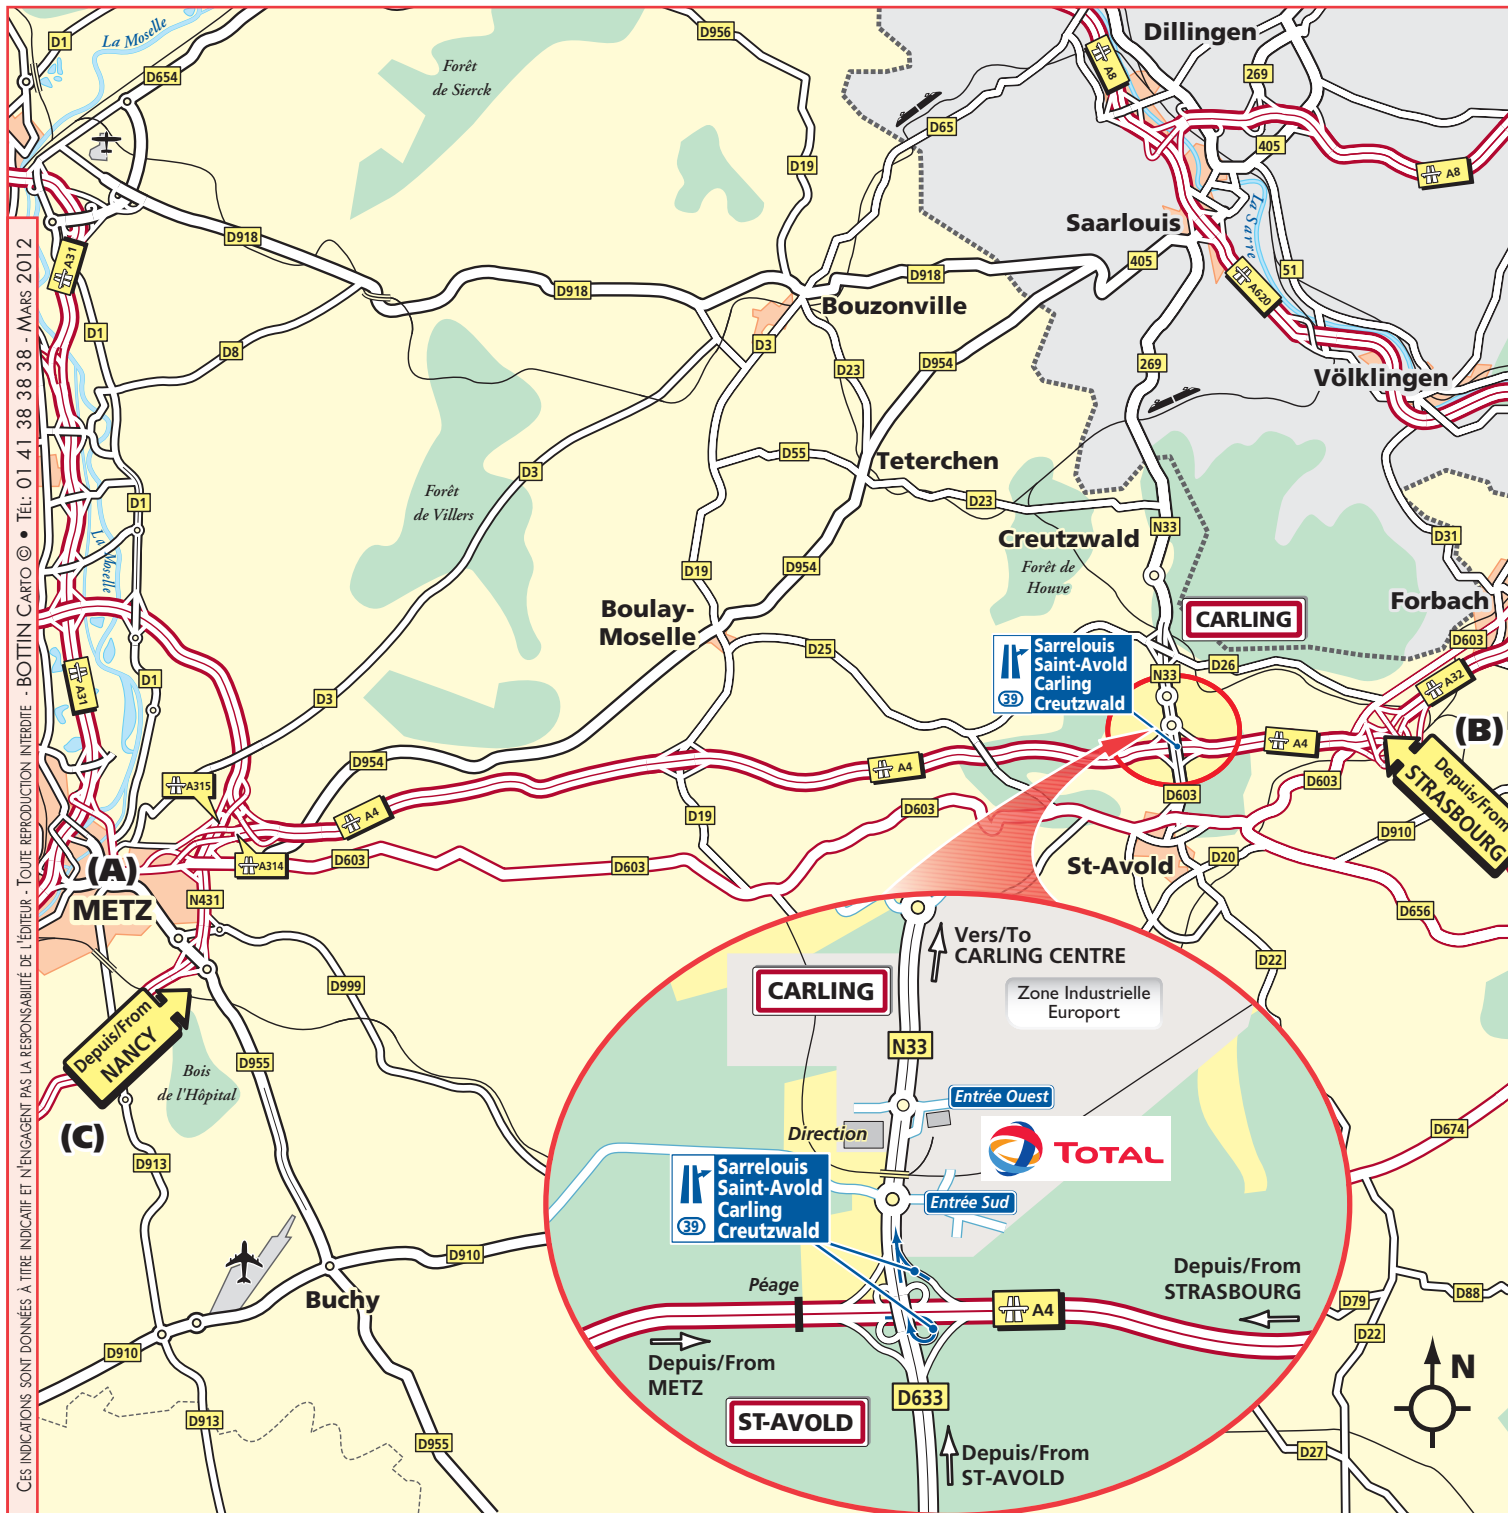 D1
La Moselle
D654
Forêt
de Sierck
D956
Dillingen
A8
269
D65
D19
405
A8
Saarlouis
La Sarre
D918
A31
405
51
A620
D918
D918
Bouzonville
D1
D8
D3
D23
D954
269
Völklingen
D3
D55
Teterchen
D23
Forêt
de Villers
D1
La Moselle
N33
D31
Creutzwald
Forêt de
Houve
D19
D954
Boulay-
Moselle
CARLING
Forbach
D603
D25
Sarrelouis
Saint-Avold
Carling
Creutzwald
39
N33
D26
A32
A31
D1
D3
(B)
Depuis/From
STRASBOURG
D954
A4
A4
D603
D603
A315
A4
D19
D603
D910
St-Avold
D20
A314
D603
D603
(A)
METZ
N431
D656
D22
D999
Depuis/From
NANCY
(C)
Bois
de l'Hôpital
D955
D913
D674
Vers/To
CARLING CENTRE
CARLING
Zone Industrielle
Europort
N33
Entrée Ouest
Direction
TOTAL
Sarrelouis
Saint-Avold
Carling
Creutzwald
39
Entrée Sud
Péage
Depuis/From
STRASBOURG
A4
Depuis/From
METZ
D633
ST-AVOLD
Depuis/From
ST-AVOLD
D910
Buchy
D910
D913
D955
D79
D88
D22
D27
N
CES INDICATIONS SONT DONNÉES À TITRE INDICATIF ET N'ENGAGENT PAS LA RESPONSABILITÉ DE L'ÉDITEUR - TOUTE REPRODUCTION INTERDITE - BOTTIN CARTO © • TÉL: 01 41 38 38 38 - MARS 2012